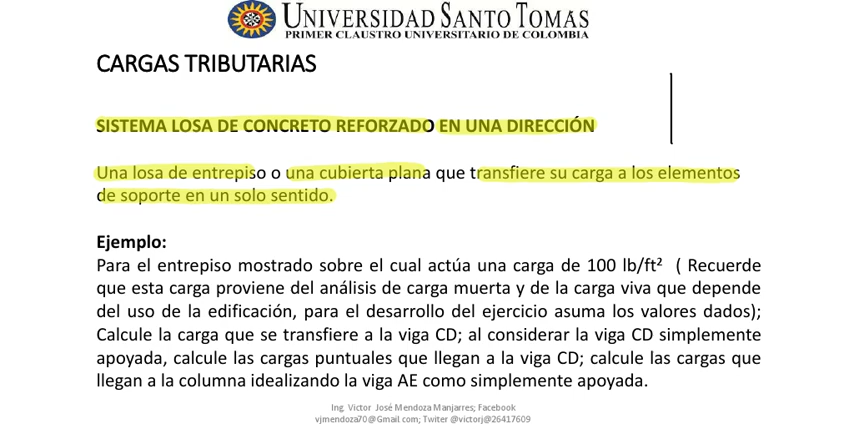 UNIVERSIDAD SANTO TOMAS
PRIMER CLAUSTRO UNIVERSITARIO DE COLOMBIA
CARGAS TRIBUTARIAS
SISTEMA LOSA DE CONCRETO REFORZADO EN UNA DIRECCIÓN
Una losa de entrepiso o una cubierta plana que transfiere su carga a los elementos
de soporte en un solo sentido.
Ejemplo:
Para el entrepiso mostrado sobre el cual actúa una carga de 100 lb/ft² ( Recuerde
que esta carga proviene del análisis de carga muerta y de la carga viva que depende
del uso de la edificación, para el desarrollo del ejercicio asuma los valores dados);
Calcule la carga que se transfiere a la viga CD; al considerar la viga CD simplemente
apoyada, calcule las cargas puntuales que llegan a la viga CD; calcule las cargas que
llegan a la columna idealizando la viga AE como simplemente apoyada.
Ing. Victor José Mendoza Manjarres; Facebook
vjmendoza70@Gmail com; Twiter @victorj@26417609